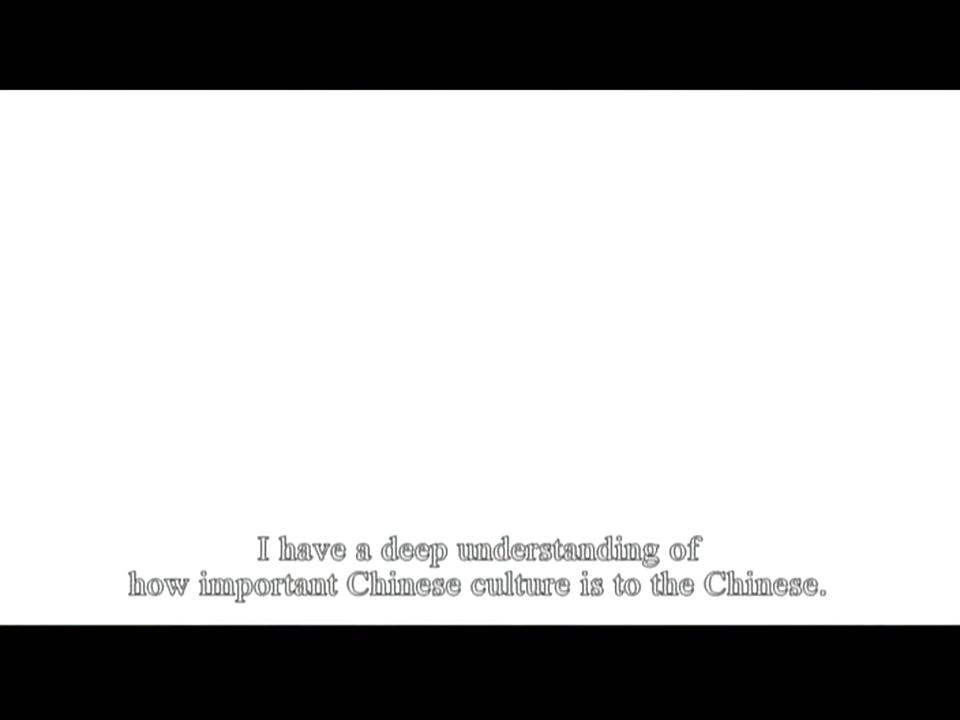 I have a deep understanding of
how important Chinese culture is to the Chinese.